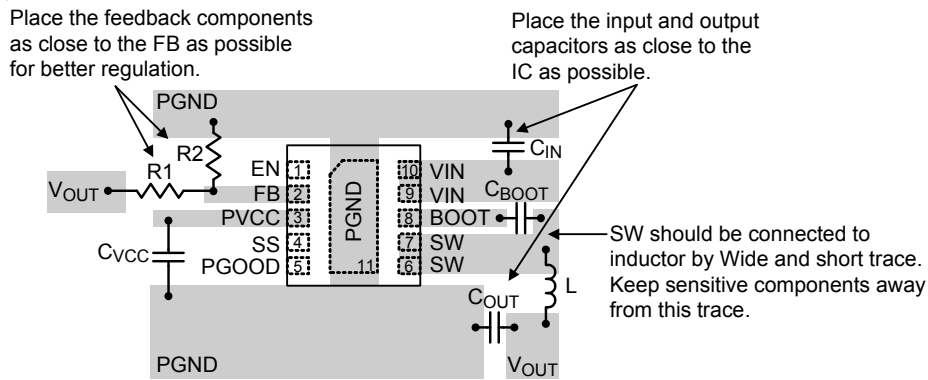 Place the feedback components
as close to the FB as possible
for better regulation.
Place the input and output
capacitors as close to the
IC as possible.
PGND
R2
R1
VOUT
CIN
EN 1
FB 2
PVCC 3
SS 4
PGOOD 5
PGND
11
10 VIN
9 VIN
8 BOOT
7 SW
6 SW
CBOOT
CVCC
SW should be connected to
inductor by Wide and short trace.
Keep sensitive components away
from this trace.
L
COUT
PGND
VOUT